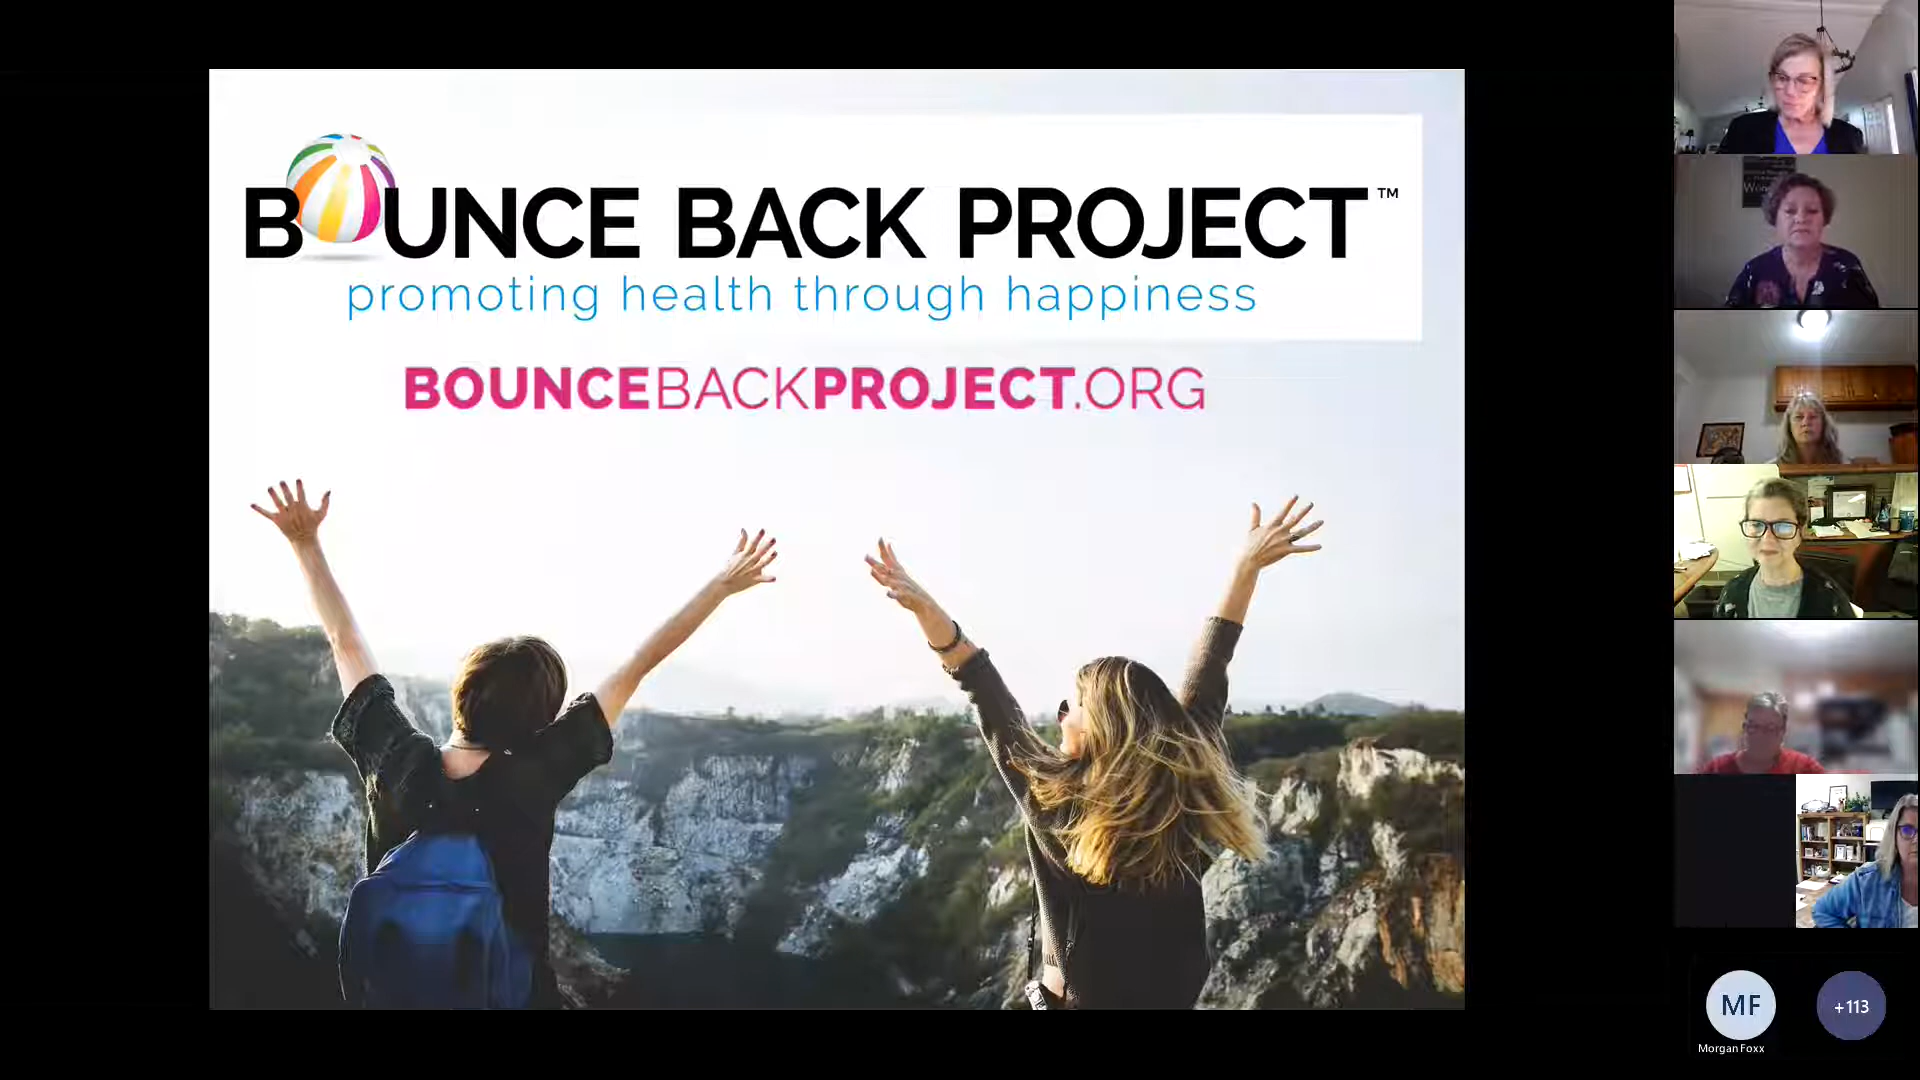 BOUNCE BACK PROJECT™
promoting health through happiness
BOUNCEBACKPROJECT.ORG
MF
+113
Morgan Foxx